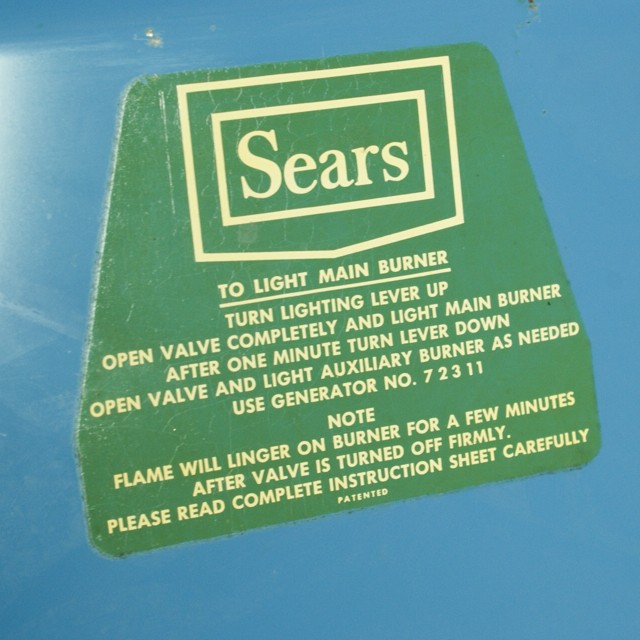 Sears
TO LIGHT MAIN BURNER
TURN LIGHTING LEVER UP
OPEN VALVE COMPLETELY AND LIGHT MAIN BURNER
AFTER ONE MINUTE TURN LEVER DOWN
OPEN VALVE AND LIGHT AUXILIARY BURNER AS NEEDED
USE GENERATOR NO. 72311
NOTE
FLAME WILL LINGER ON BURNER FOR A FEW MINUTES
AFTER VALVE IS TURNED OFF FIRMLY.
PLEASE READ COMPLETE INSTRUCTION SHEET CAREFULLY
PATENTED